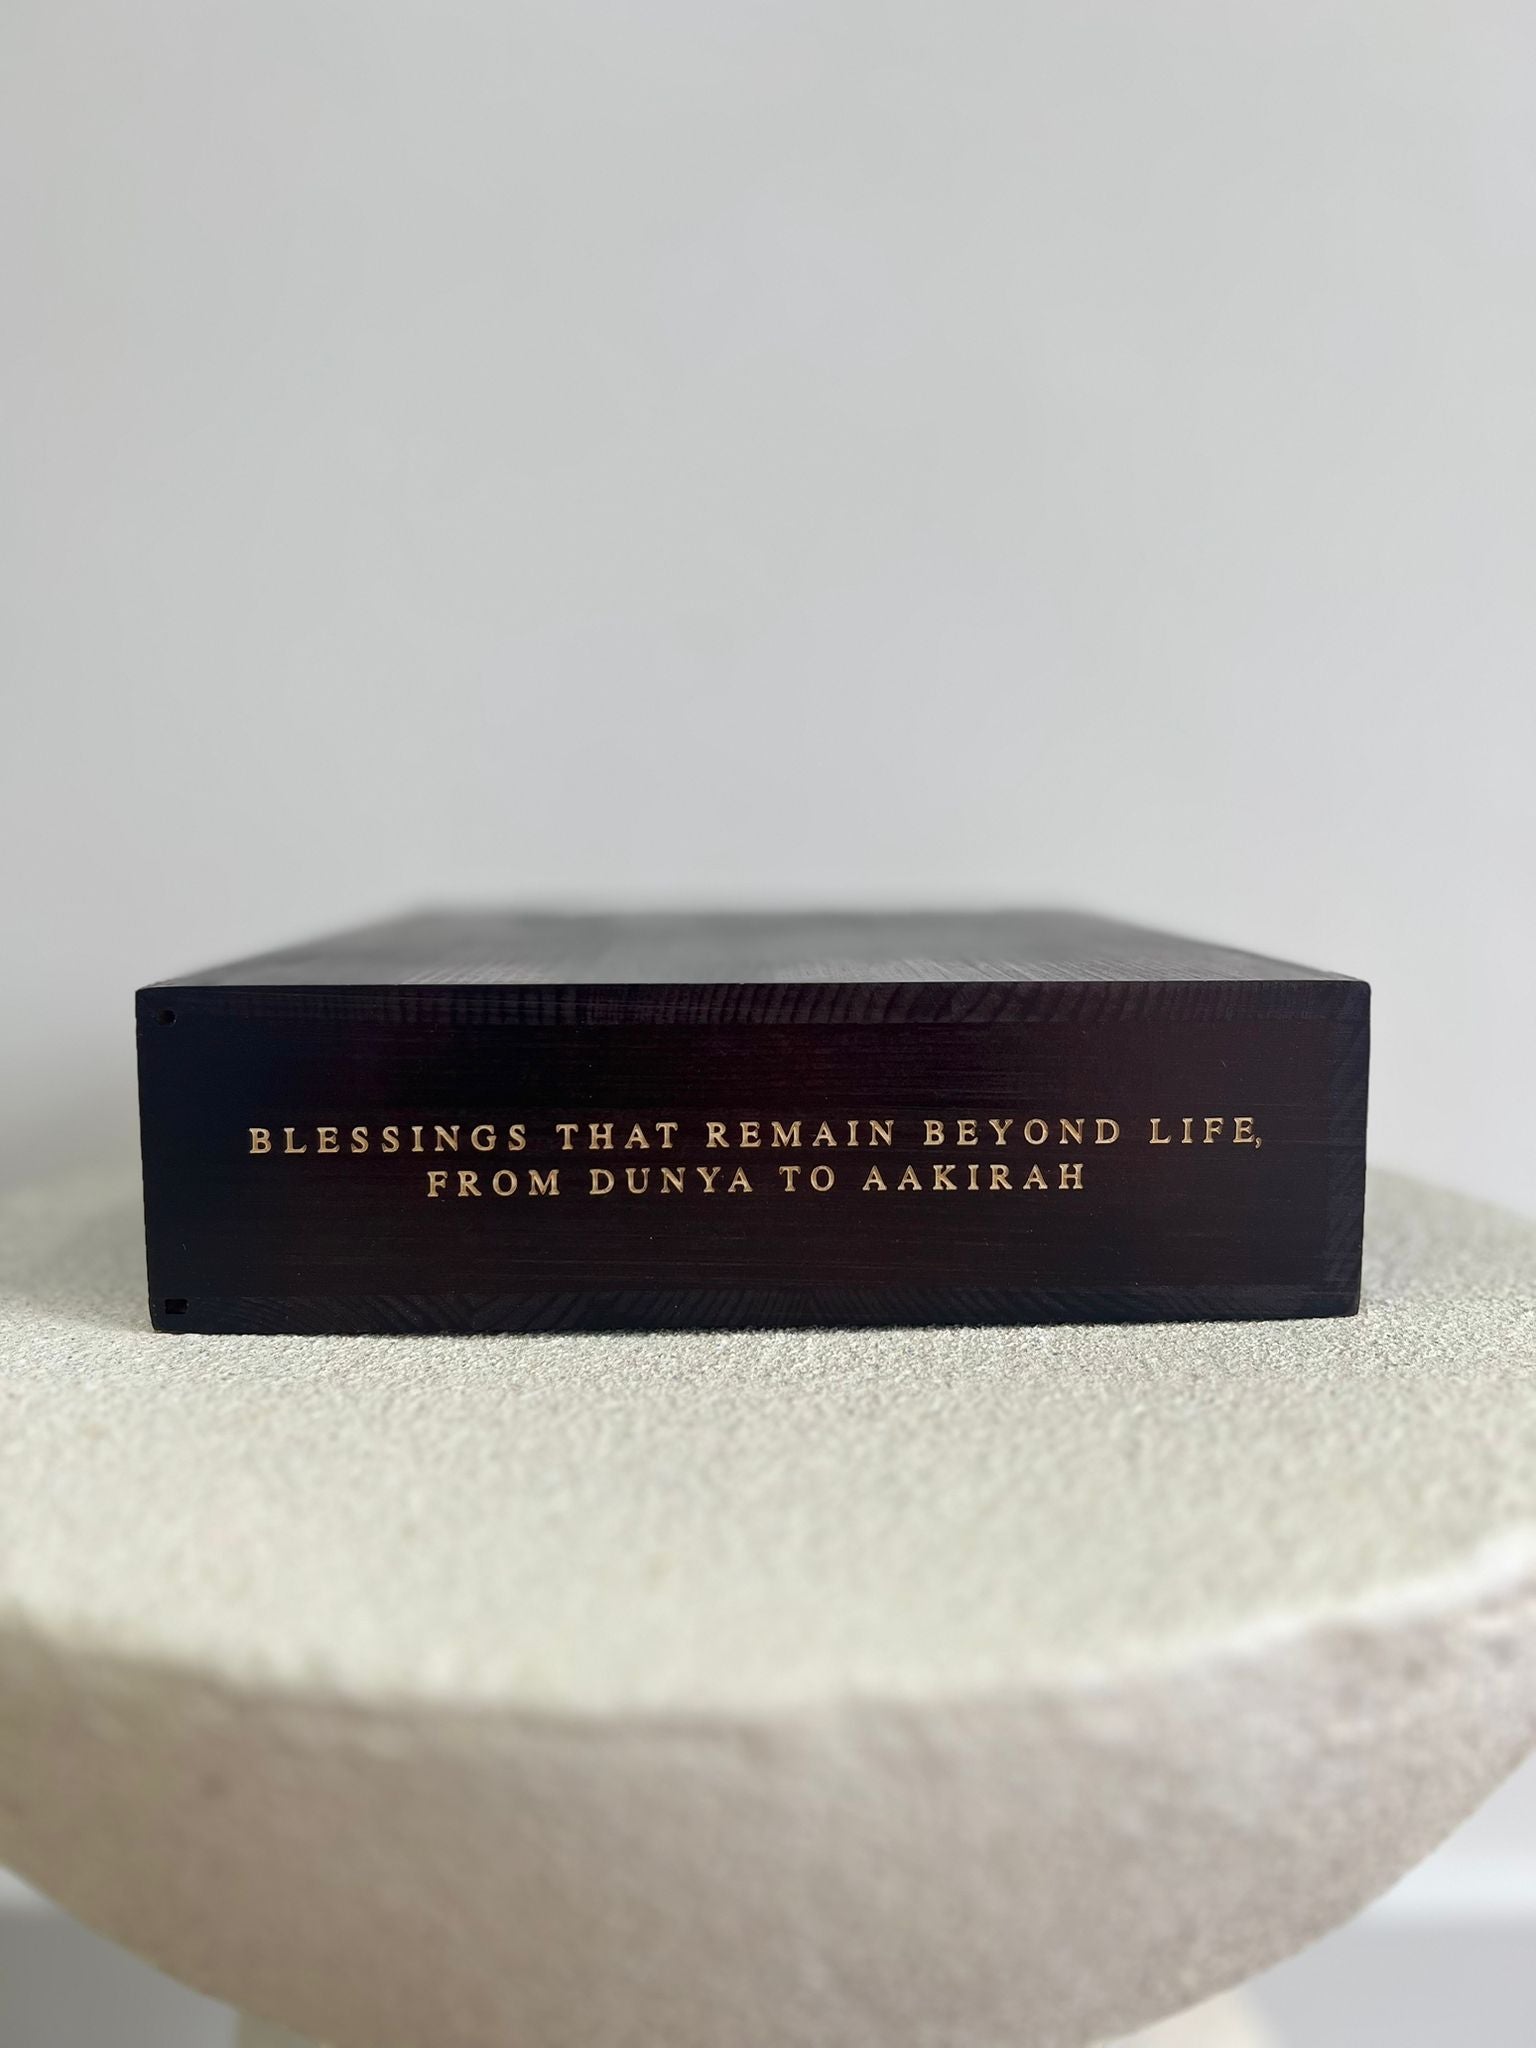 BLESSINGS THAT REMAIN BEYOND LIFE,
FROM DUNYA TO AAKIRAH